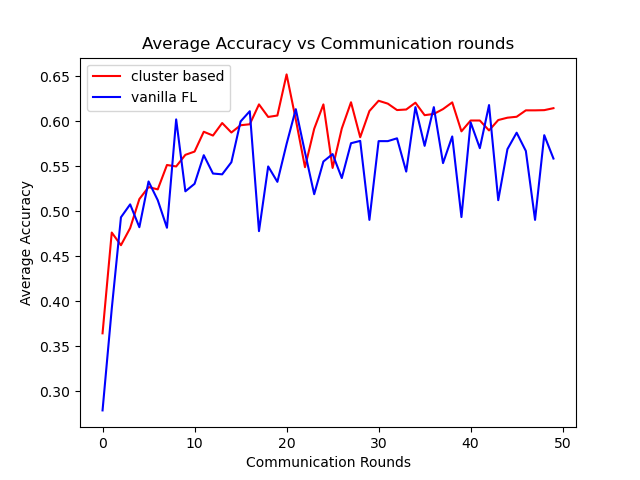 Average Accuracy vs Communication rounds
cluster based
vanilla FL
Average Accuracy
0.65
0.60
0.55
0.50
0.45
0.40
0.35
0.30
0
10
20
30
40
50
Communication Rounds